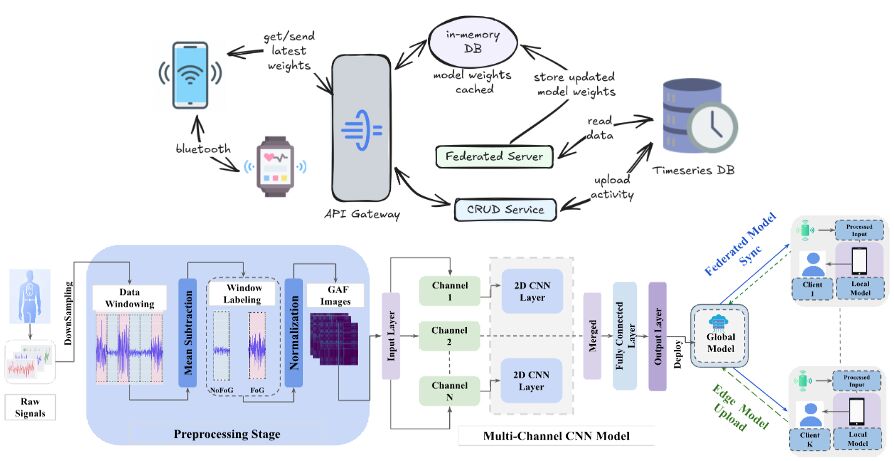 get/send
latest
weights
in-memory
DB
model weights
cached
store updated
model weights
read
data
bluetooth
Federated Server
Timeseries DB
upload
activity
CRUD Service
API Gateway
DownSampling
Data
Windowing
Mean Subtraction
Window
Labeling
NoFoG
FoG
Normalization
GAF
Images
Raw
Signals
Preprocessing Stage
Input Layer
Channel
1
Channel
2
Channel
N
2D CNN
Layer
2D CNN
Layer
Merged
Fully Connected
Layer
Output Layer
Multi-Channel CNN Model
Deploy
Global
Model
Federated Model
Sync
Edge Model
Upload
Processed
Input
Client
1
Local
Model
Processed
Input
Client
K
Local
Model